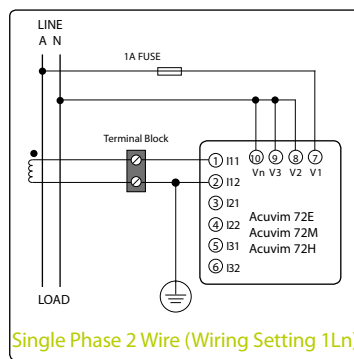 LINE
A N
1A FUSE
Terminal Block
10 9 8 7
Vn V3 V2 V1
1 I11
2 I12
3 I21
4 I22
5 I31
6 I32
Acuvim 72E
Acuvim 72M
Acuvim 72H
LOAD
Single Phase 2 Wire (Wiring Setting 1Ln)